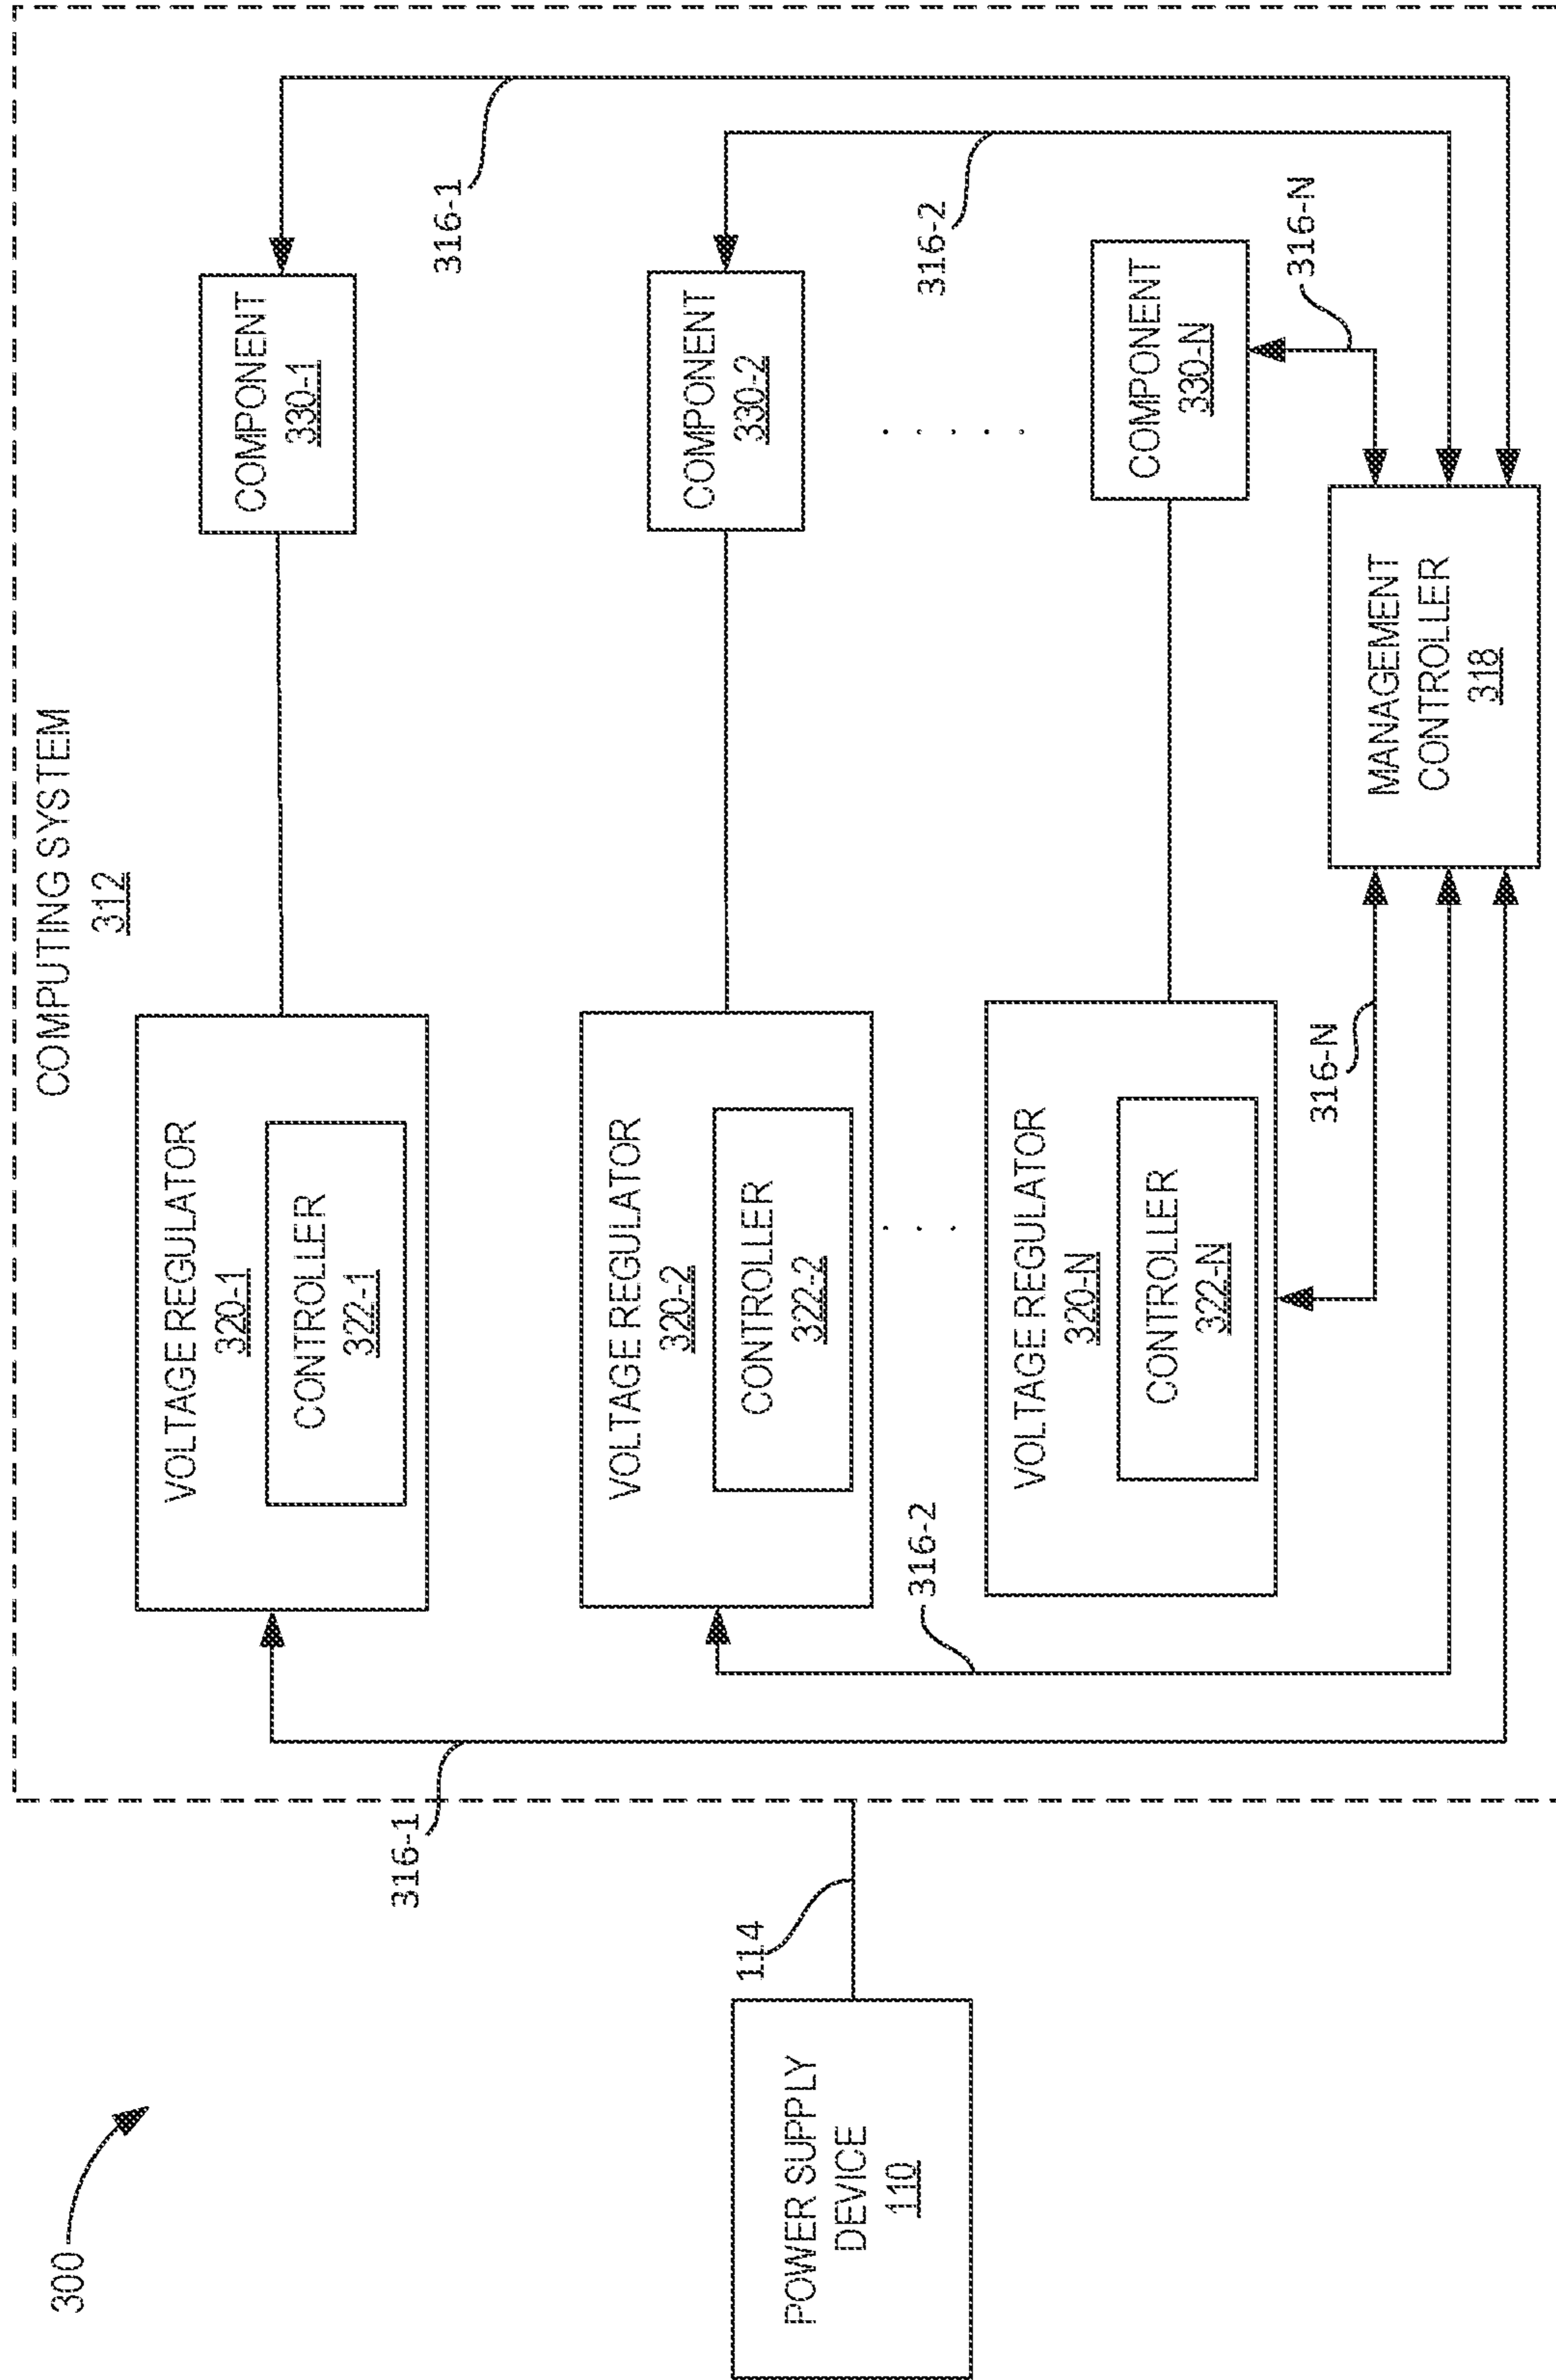 300
COMPUTING SYSTEM
312
316-1
VOLTAGE REGULATOR
320-1
CONTROLLER
322-1
COMPONENT
330-1
316-1
POWER SUPPLY
DEVICE
110
114
VOLTAGE REGULATOR
320-2
CONTROLLER
322-2
COMPONENT
330-2
316-2
316-2
VOLTAGE REGULATOR
320-N
CONTROLLER
322-N
COMPONENT
330-N
316-N
316-N
MANAGEMENT
CONTROLLER
318